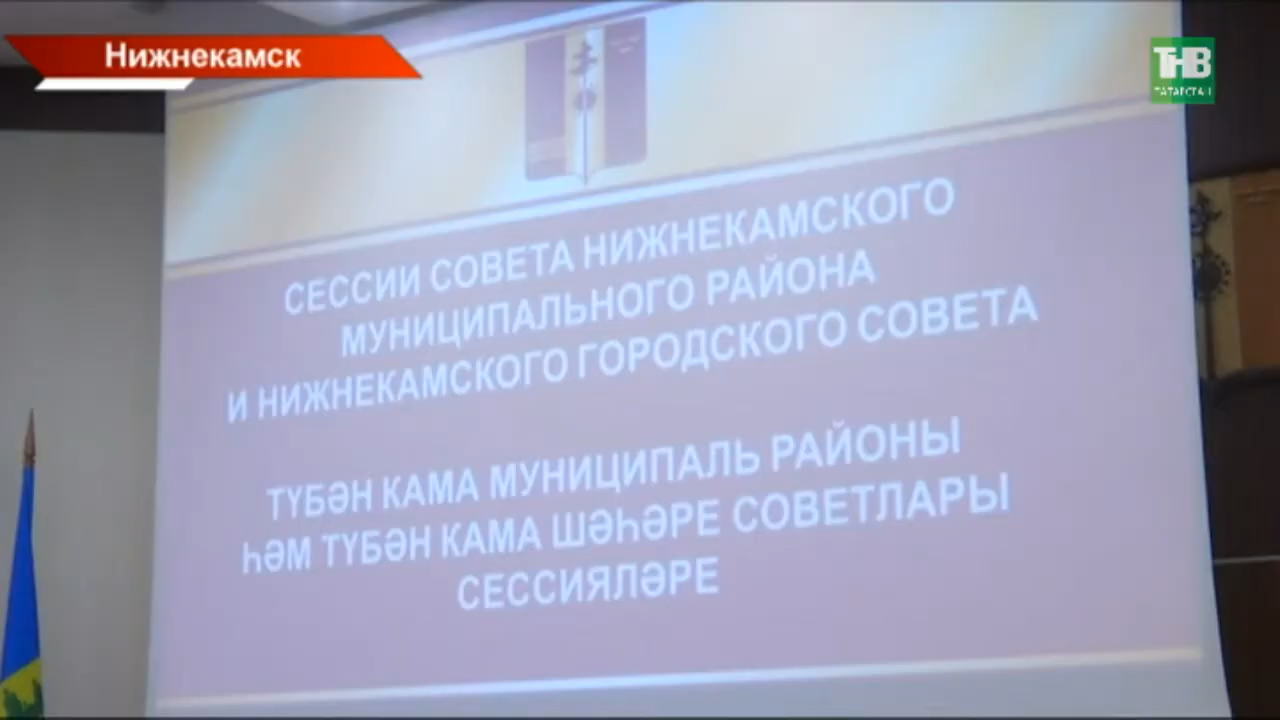 Нижнекамск
ТНВ
ТАТАРСТАН
СЕССИИ СОВЕТА НИЖНЕКАМСКОГО
МУНИЦИПАЛЬНОГО РАЙОНА
И НИЖНЕКАМСКОГО ГОРОДСКОГО СОВЕТА
ТҮБӘН КАМА МУНИЦИПАЛЬ РАЙОНЫ
ҺӘМ ТҮБӘН КАМА ШӘҺӘРЕ СОВЕТЛАРЫ
СЕССИЯЛӘРЕ